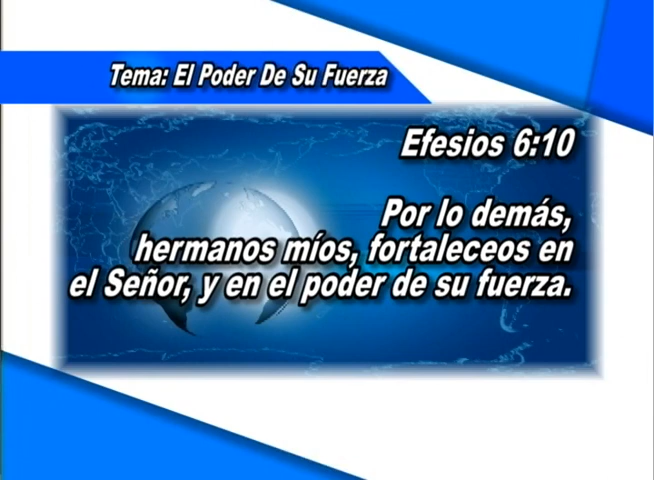 Tema: El Poder De Su Fuerza
Efesios 6:10
Por lo demás,
hermanos míos, fortaleceos en
el Señor, y en el poder de su fuerza.